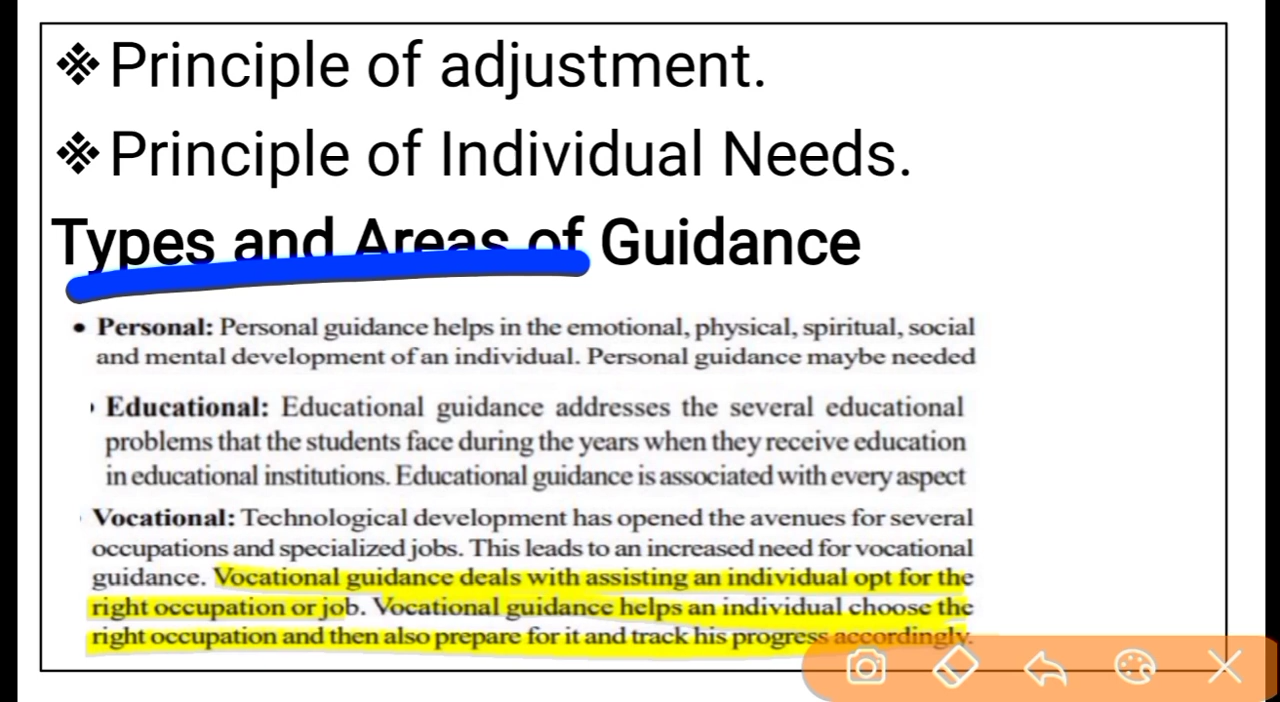 ❖Principle of adjustment.
❖Principle of Individual Needs.
Types and Areas of Guidance
• Personal: Personal guidance helps in the emotional, physical, spiritual, social
and mental development of an individual. Personal guidance maybe needed
Educational: Educational guidance addresses the several educational
problems that the students face during the years when they receive education
in educational institutions. Educational guidance is associated with every aspect
Vocational: Technological development has opened the avenues for several
occupations and specialized jobs. This leads to an increased need for vocational
guidance. Vocational guidance deals with assisting an individual opt for the
right occupation or job. Vocational guidance helps an individual choose the
right occupation and then also prepare for it and track his progress accordingly.